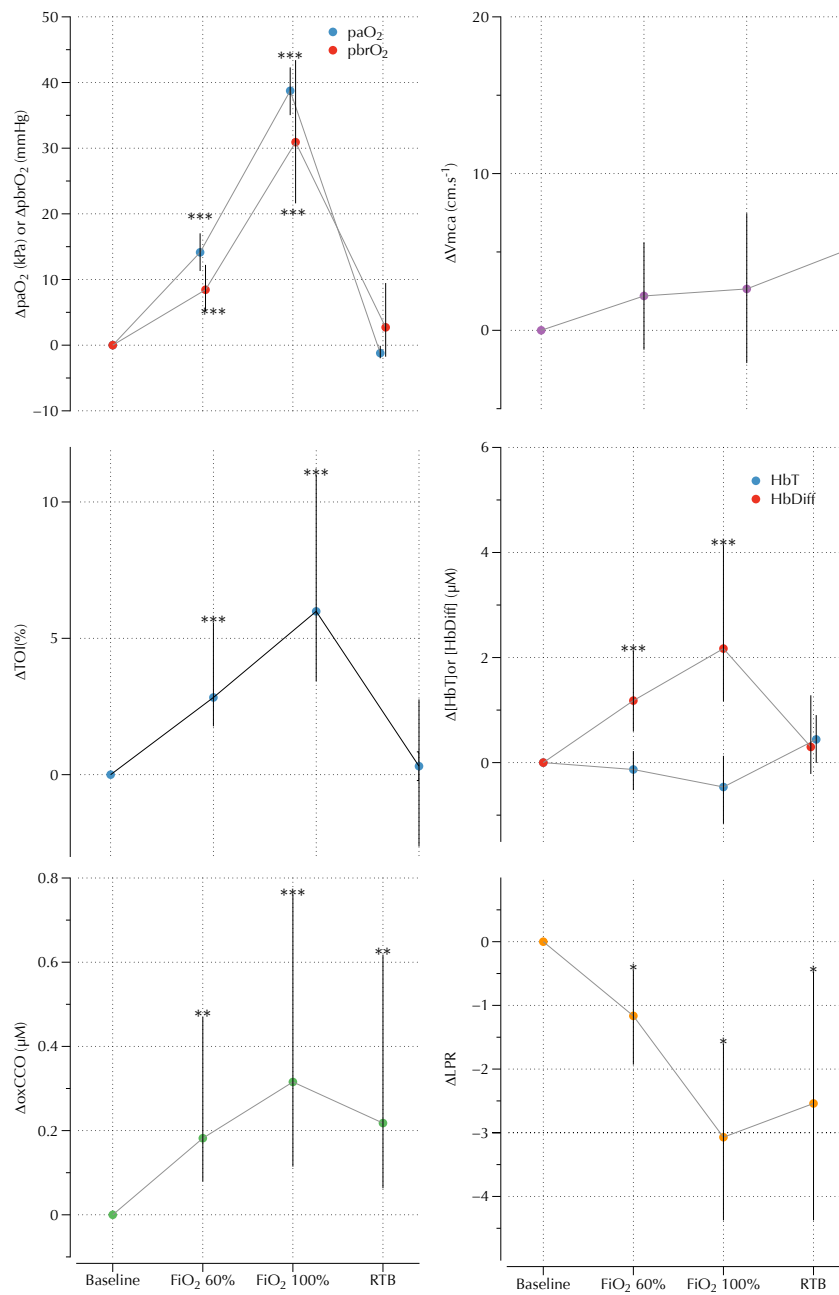 50
40
30
20
10
0
−10
ΔpaO₂ (kPa) or ΔpbrO₂ (mmHg)
paO₂
pbrO₂
***
***
***
***
20
10
0
ΔVmca (cm.s⁻¹)
10
5
0
ΔTOI(%)
***
***
6
4
2
0
Δ[HbT]or [HbDiff] (μM)
HbT
HbDiff
***
***
0.8
0.6
0.4
0.2
0
ΔoxCCO (μM)
**
***
**
Baseline
FiO₂ 60%
FiO₂ 100%
RTB
0
−1
−2
−3
−4
ΔLPR
*
*
*
Baseline
FiO₂ 60%
FiO₂ 100%
RTB